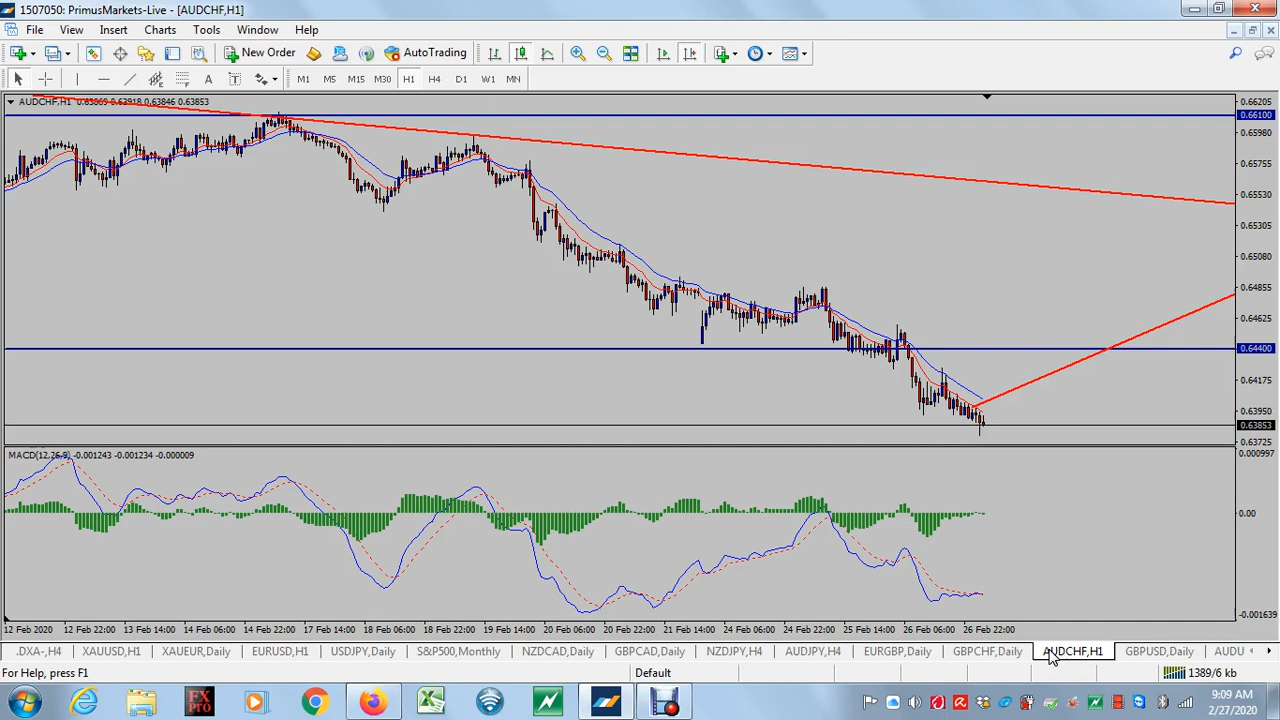 1507050: PrimusMarkets-Live - [AUDCHF,H1]
File View Insert Charts Tools Window Help
New Order AutoTrading
A T M1 M5 M15 M30 H1 H4 D1 W1 MN
AUDCHF,H1 0.63918 0.63846 0.63853
0.66205
0.66100
0.65980
0.65755
0.65530
0.65305
0.65080
0.64855
0.64625
0.64400
0.64175
0.63950
0.63853
0.63725
MACD(12,26,9) -0.001243 -0.001234 -0.000009
0.000997
0.00
-0.001639
12 Feb 2020 12 Feb 22:00 13 Feb 14:00 14 Feb 06:00 14 Feb 22:00 17 Feb 14:00 18 Feb 06:00 18 Feb 22:00 19 Feb 14:00 20 Feb 06:00 20 Feb 22:00 21 Feb 14:00 24 Feb 06:00 24 Feb 22:00 25 Feb 14:00 26 Feb 06:00 26 Feb 22:00
.DXA-,H4 XAUUSD,H1 XAUEUR,Daily EURUSD,H1 USDJPY,Daily S&P500,Monthly NZDCAD,Daily GBPCAD,Daily NZDJPY,H4 AUDJPY,H4 EURGBP,Daily GBPCHF,Daily AUDCHF,H1 GBPUSD,Daily AUDU
For Help, press F1 Default 1389/6 kb
FX PRO
9:09 AM
2/27/2020